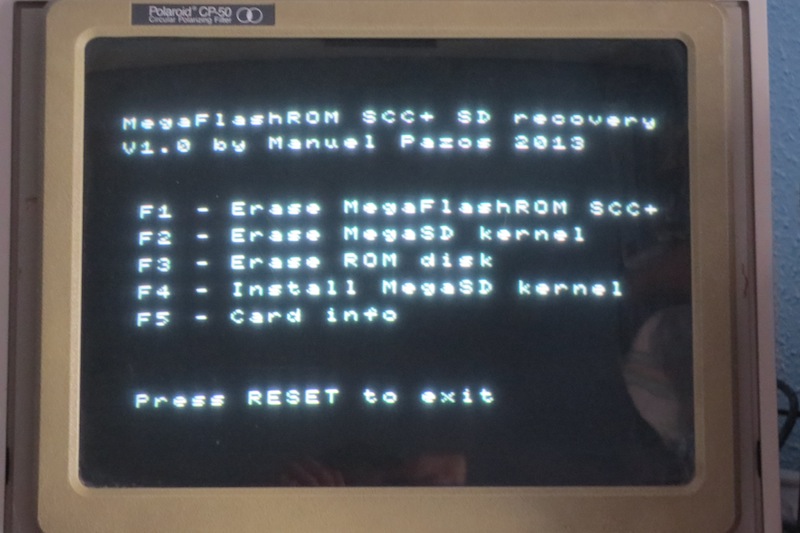 Polaroid® CP-50
Circular Polarizing Filter
MegaFlashROM SCC+ SD recovery
V1.0 by Manuel Pazos 2013
F1 - Erase MegaFlashROM SCC+
F2 - Erase MegaSD kernel
F3 - Erase ROM disk
F4 - Install MegaSD kernel
F5 - Card info
Press RESET to exit